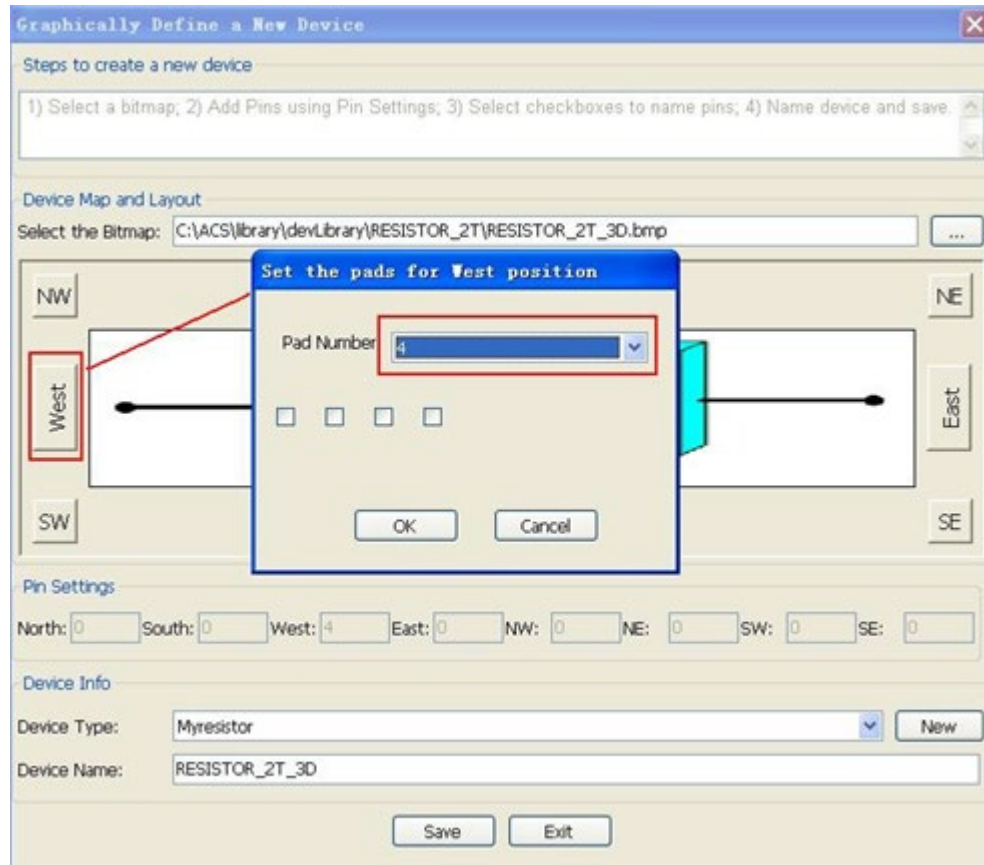 Graphically Define a New Device
Steps to create a new device
1) Select a bitmap; 2) Add Pins using Pin Settings; 3) Select checkboxes to name pins; 4) Name device and save.
Device Map and Layout
Select the Bitmap: C:\ACS\library\devLibrary\RESISTOR_2T\RESISTOR_2T_3D.bmp ...
NW
NE
Set the pads for West position
Pad Number 4
West
East
OK Cancel
SW
SE
Pin Settings
North: 0 South: 0 West: 4 East: 0 NW: 0 NE: 0 SW: 0 SE: 0
Device Info
Device Type: Myresistor New
Device Name: RESISTOR_2T_3D
Save Exit